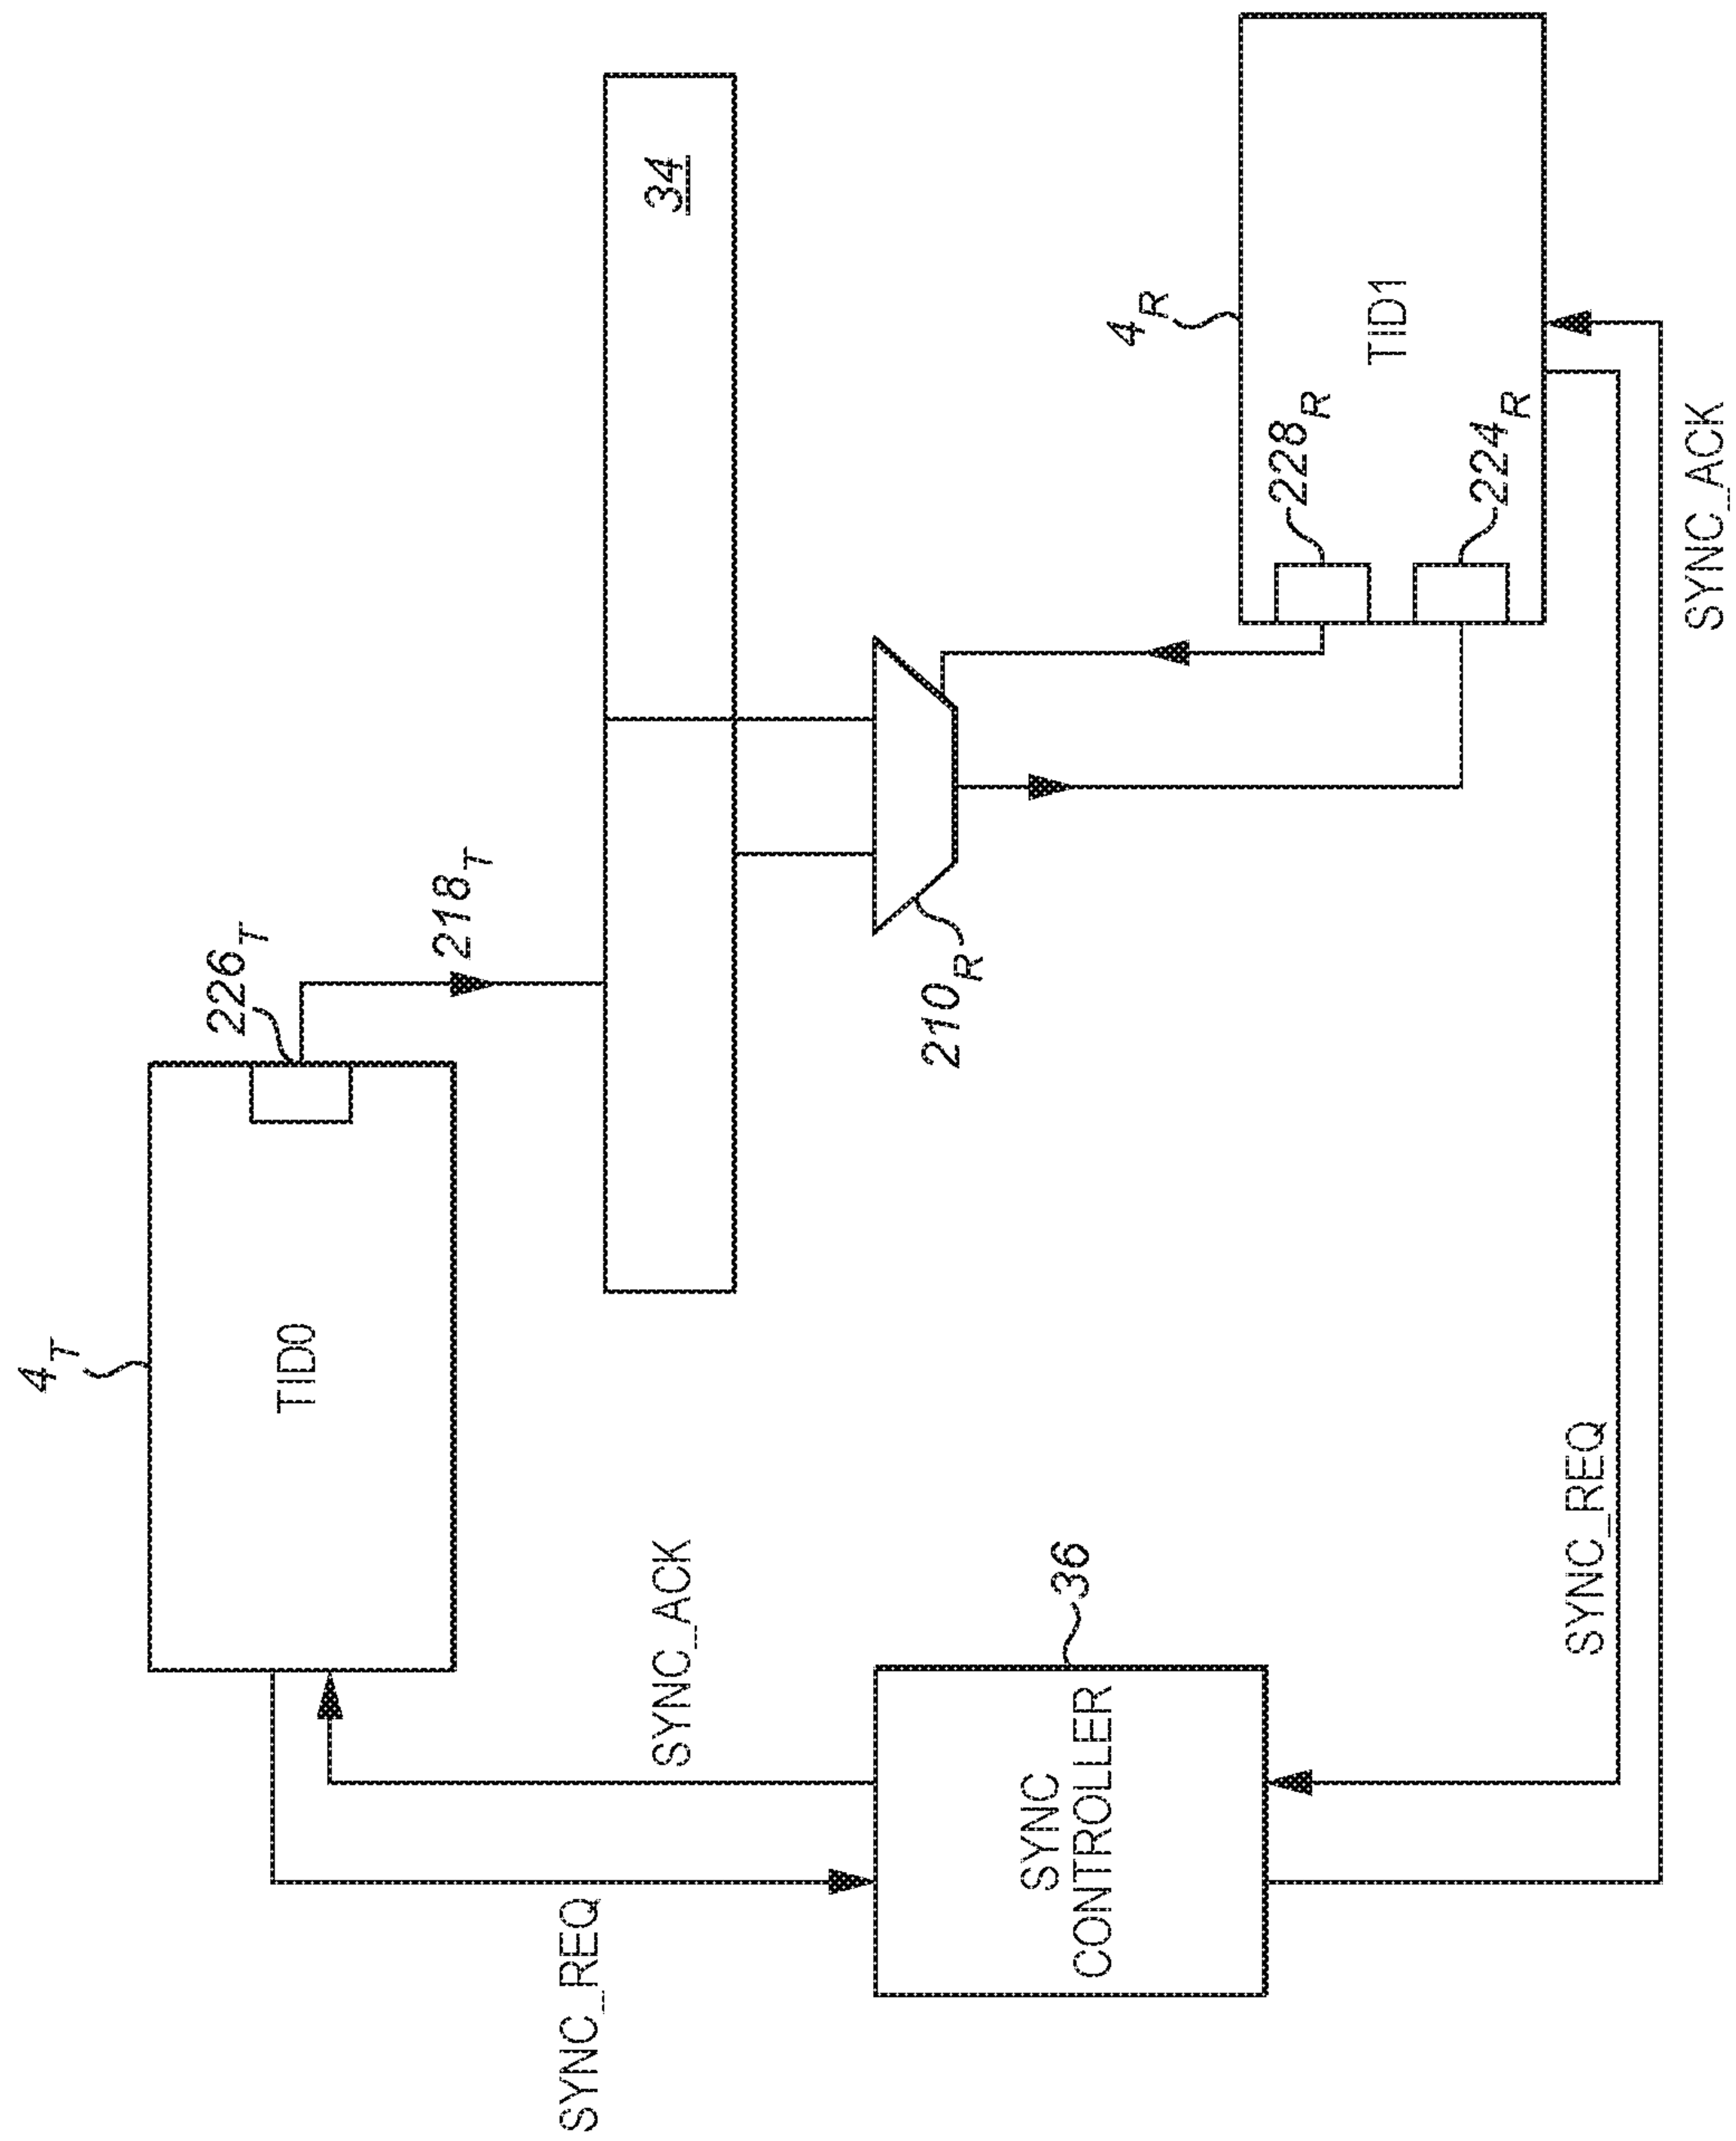 4T
TID0
226T
218T
34
SYNC_REQ
SYNC_ACK
SYNC
CONTROLLER
36
210R
4R
TID1
228R
224R
SYNC_REQ
SYNC_ACK